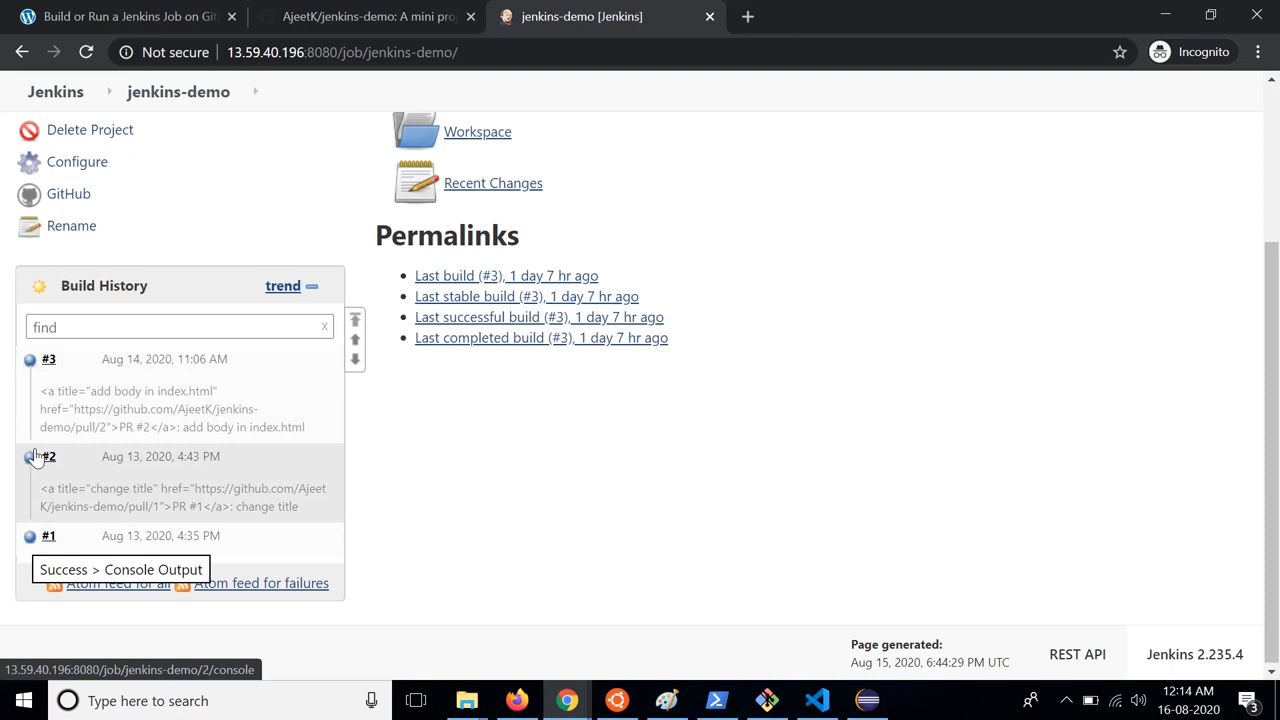 Build or Run a Jenkins Job on Git
AjeetK/jenkins-demo: A mini pro
jenkins-demo [Jenkins]
Not secure
13.59.40.196:8080/job/jenkins-demo/
Incognito
Jenkins
jenkins-demo
Delete Project
Configure
GitHub
Rename
Workspace
Recent Changes
Permalinks
Last build (#3), 1 day 7 hr ago
Last stable build (#3), 1 day 7 hr ago
Last successful build (#3), 1 day 7 hr ago
Last completed build (#3), 1 day 7 hr ago
Build History
trend
find
x
#3 Aug 14, 2020, 11:06 AM
<a title="add body in index.html"
href="https://github.com/AjeetK/jenkins-
demo/pull/2">PR #2</a>: add body in index.html
#2 Aug 13, 2020, 4:43 PM
<a title="change title" href="https://github.com/Ajeet
K/jenkins-demo/pull/1">PR #1</a>: change title
#1 Aug 13, 2020, 4:35 PM
Success > Console Output
Atom feed for all
Atom feed for failures
Page generated:
Aug 15, 2020, 6:44:29 PM UTC
REST API
Jenkins 2.235.4
13.59.40.196:8080/job/jenkins-demo/2/console
Type here to search
12:14 AM
16-08-2020
3